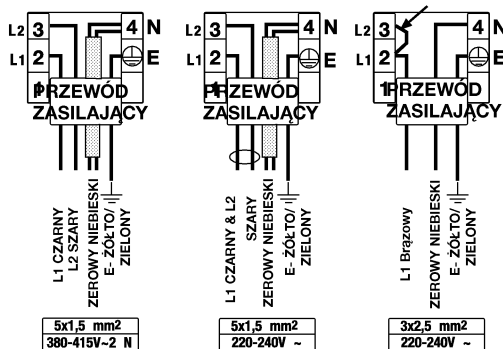 L2 3 4 N
L1 2 E
1
PRZEWÓD
ZASILAJĄCY
L1 CZARNY
L2 SZARY
ZEROWY NIEBIESKI
E- ŻÓŁTO/
ZIELONY
5x1,5 mm2
380-415V~2 N
L2 3 4 N
L1 2 E
1
PRZEWÓD
ZASILAJĄCY
L1 CZARNY & L2
SZARY
ZEROWY NIEBIESKI
E- ŻÓŁTO/
ZIELONY
5x1,5 mm2
220-240V ~
L2 3 4 N
L1 2 E
1
PRZEWÓD
ZASILAJĄCY
L1 Brązowy
ZEROWY NIEBIESKI
E- ŻÓŁTO/
ZIELONY
3x2,5 mm2
220-240V ~